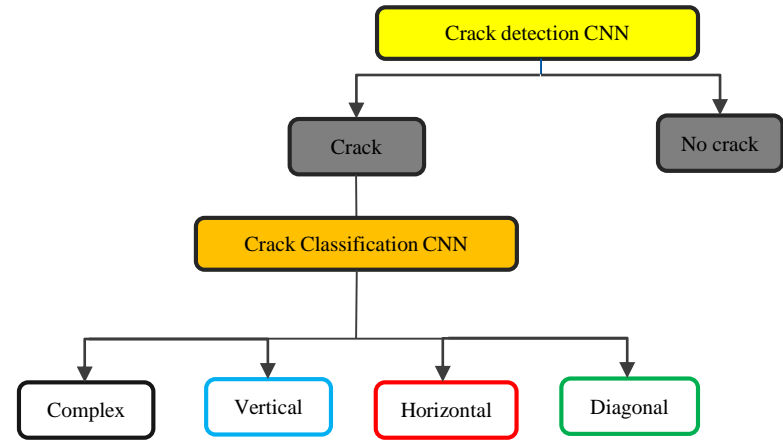 Crack detection CNN
Crack
No crack
Crack Classification CNN
Complex
Vertical
Horizontal
Diagonal